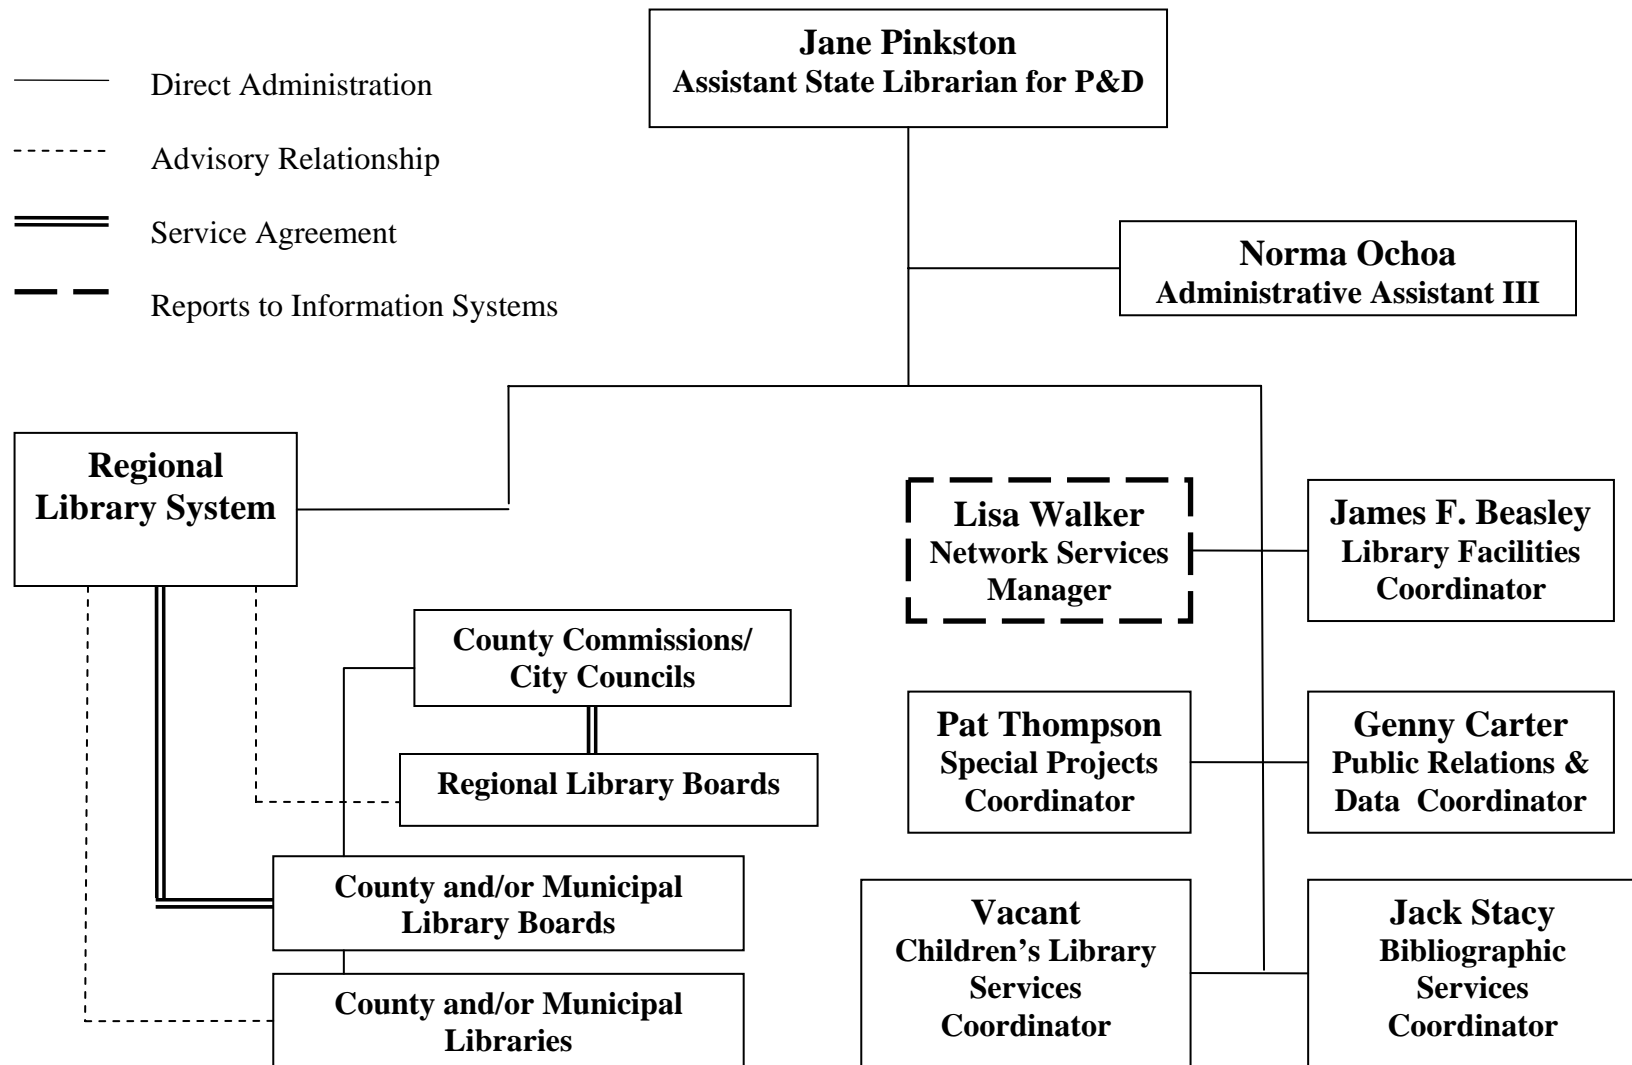 Jane Pinkston
Assistant State Librarian for P&D
Direct Administration
Advisory Relationship
Service Agreement
Reports to Information Systems
Norma Ochoa
Administrative Assistant III
Regional
Library System
Lisa Walker
Network Services
Manager
James F. Beasley
Library Facilities
Coordinator
County Commissions/
City Councils
Regional Library Boards
Pat Thompson
Special Projects
Coordinator
Genny Carter
Public Relations &
Data Coordinator
County and/or Municipal
Library Boards
County and/or Municipal
Libraries
Vacant
Children’s Library
Services
Coordinator
Jack Stacy
Bibliographic
Services
Coordinator